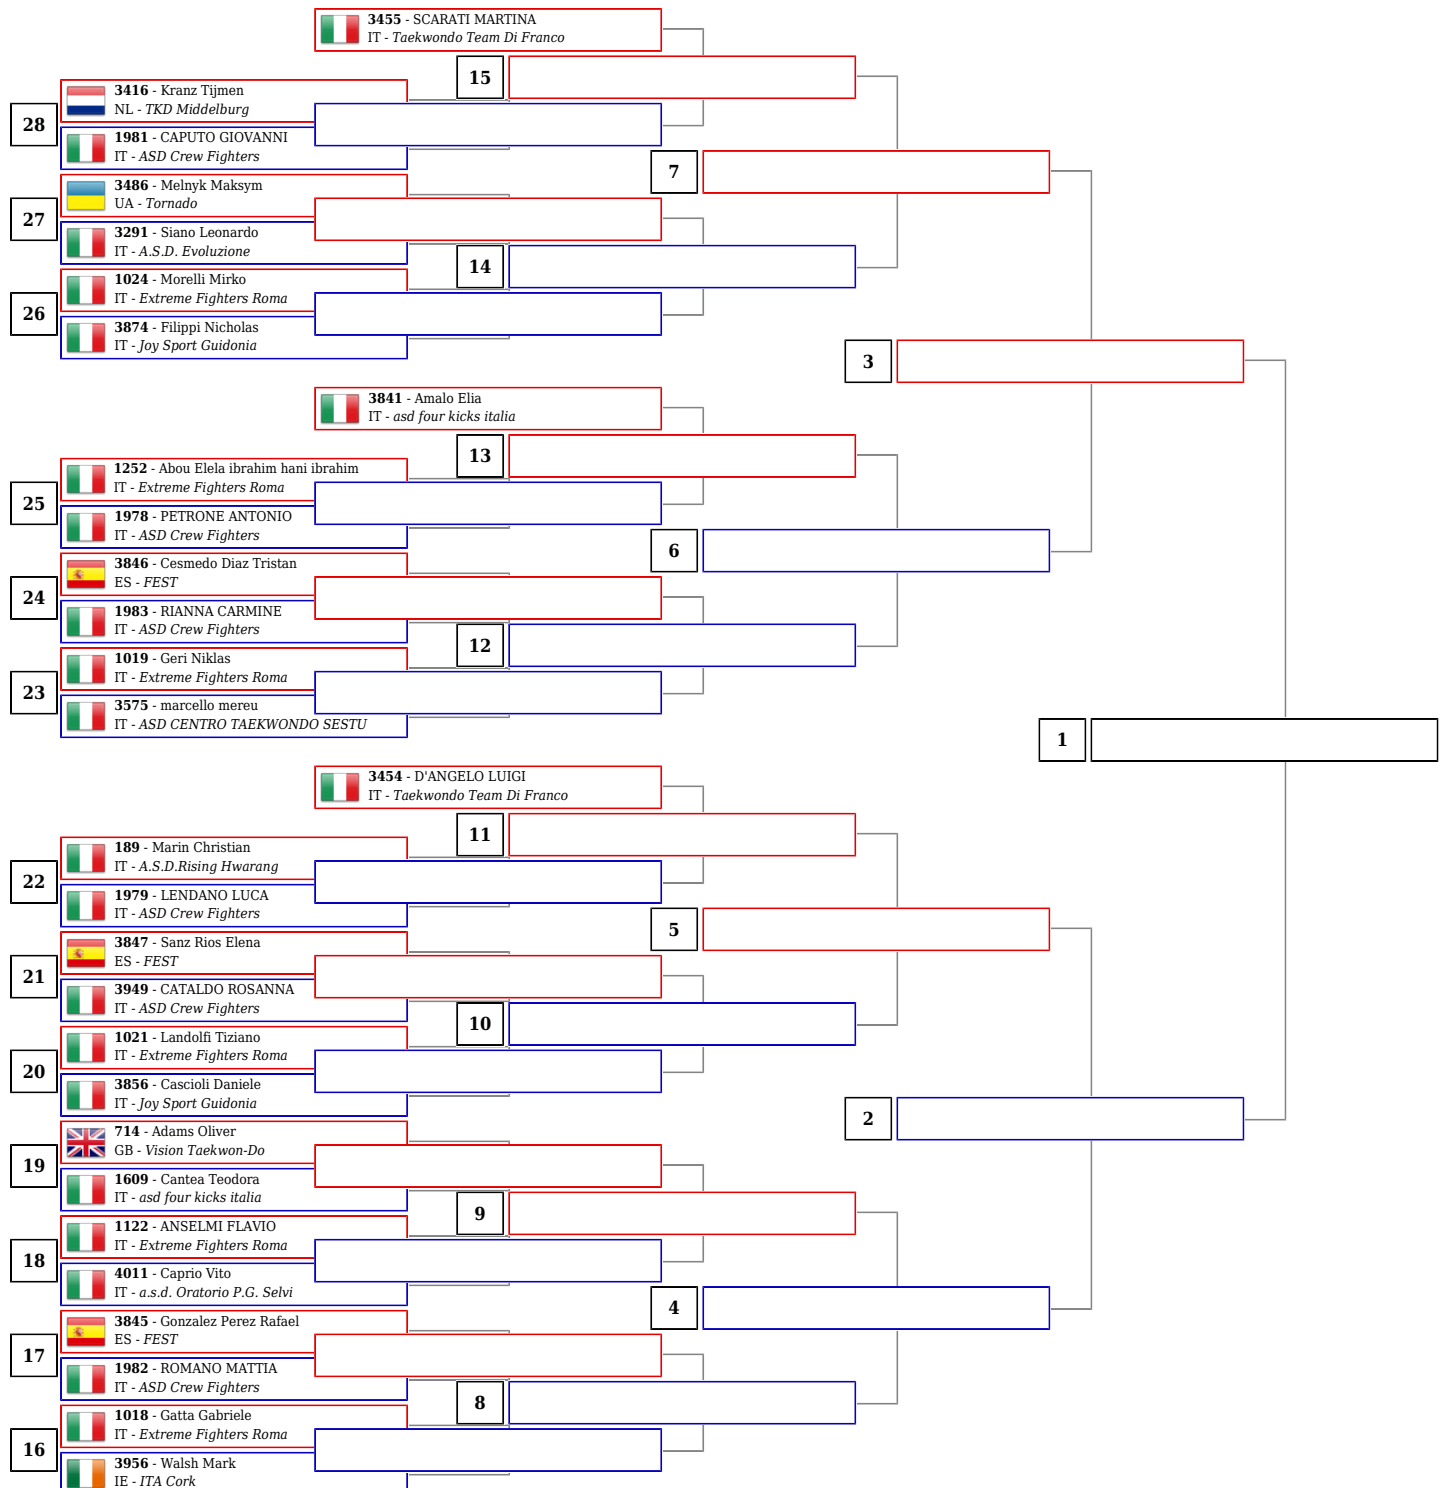 3455 - SCARATI MARTINA
IT - Taekwondo Team Di Franco
15
3416 - Kranz Tijmen
NL - TKD Middelburg
28
1981 - CAPUTO GIOVANNI
IT - ASD Crew Fighters
7
3486 - Melnyk Maksym
UA - Tornado
27
3291 - Siano Leonardo
IT - A.S.D. Evoluzione
14
1024 - Morelli Mirko
IT - Extreme Fighters Roma
26
3874 - Filippi Nicholas
IT - Joy Sport Guidonia
3
3841 - Amalo Elia
IT - asd four kicks italia
13
1252 - Abou Elela ibrahim hani ibrahim
IT - Extreme Fighters Roma
25
1978 - PETRONE ANTONIO
IT - ASD Crew Fighters
6
3846 - Cesmedo Diaz Tristan
ES - FEST
24
1983 - RIANNA CARMINE
IT - ASD Crew Fighters
12
1019 - Geri Niklas
IT - Extreme Fighters Roma
23
3575 - marcello mereu
IT - ASD CENTRO TAEKWONDO SESTU
1
3454 - D'ANGELO LUIGI
IT - Taekwondo Team Di Franco
11
189 - Marin Christian
IT - A.S.D.Rising Hwarang
22
1979 - LENDANO LUCA
IT - ASD Crew Fighters
5
3847 - Sanz Rios Elena
ES - FEST
21
3949 - CATALDO ROSANNA
IT - ASD Crew Fighters
10
1021 - Landolfi Tiziano
IT - Extreme Fighters Roma
20
3856 - Cascioli Daniele
IT - Joy Sport Guidonia
2
714 - Adams Oliver
GB - Vision Taekwon-Do
19
1609 - Cantea Teodora
IT - asd four kicks italia
9
1122 - ANSELMI FLAVIO
IT - Extreme Fighters Roma
18
4011 - Caprio Vito
IT - a.s.d. Oratorio P.G. Selvi
4
3845 - Gonzalez Perez Rafael
ES - FEST
17
1982 - ROMANO MATTIA
IT - ASD Crew Fighters
8
1018 - Gatta Gabriele
IT - Extreme Fighters Roma
16
3956 - Walsh Mark
IE - ITA Cork